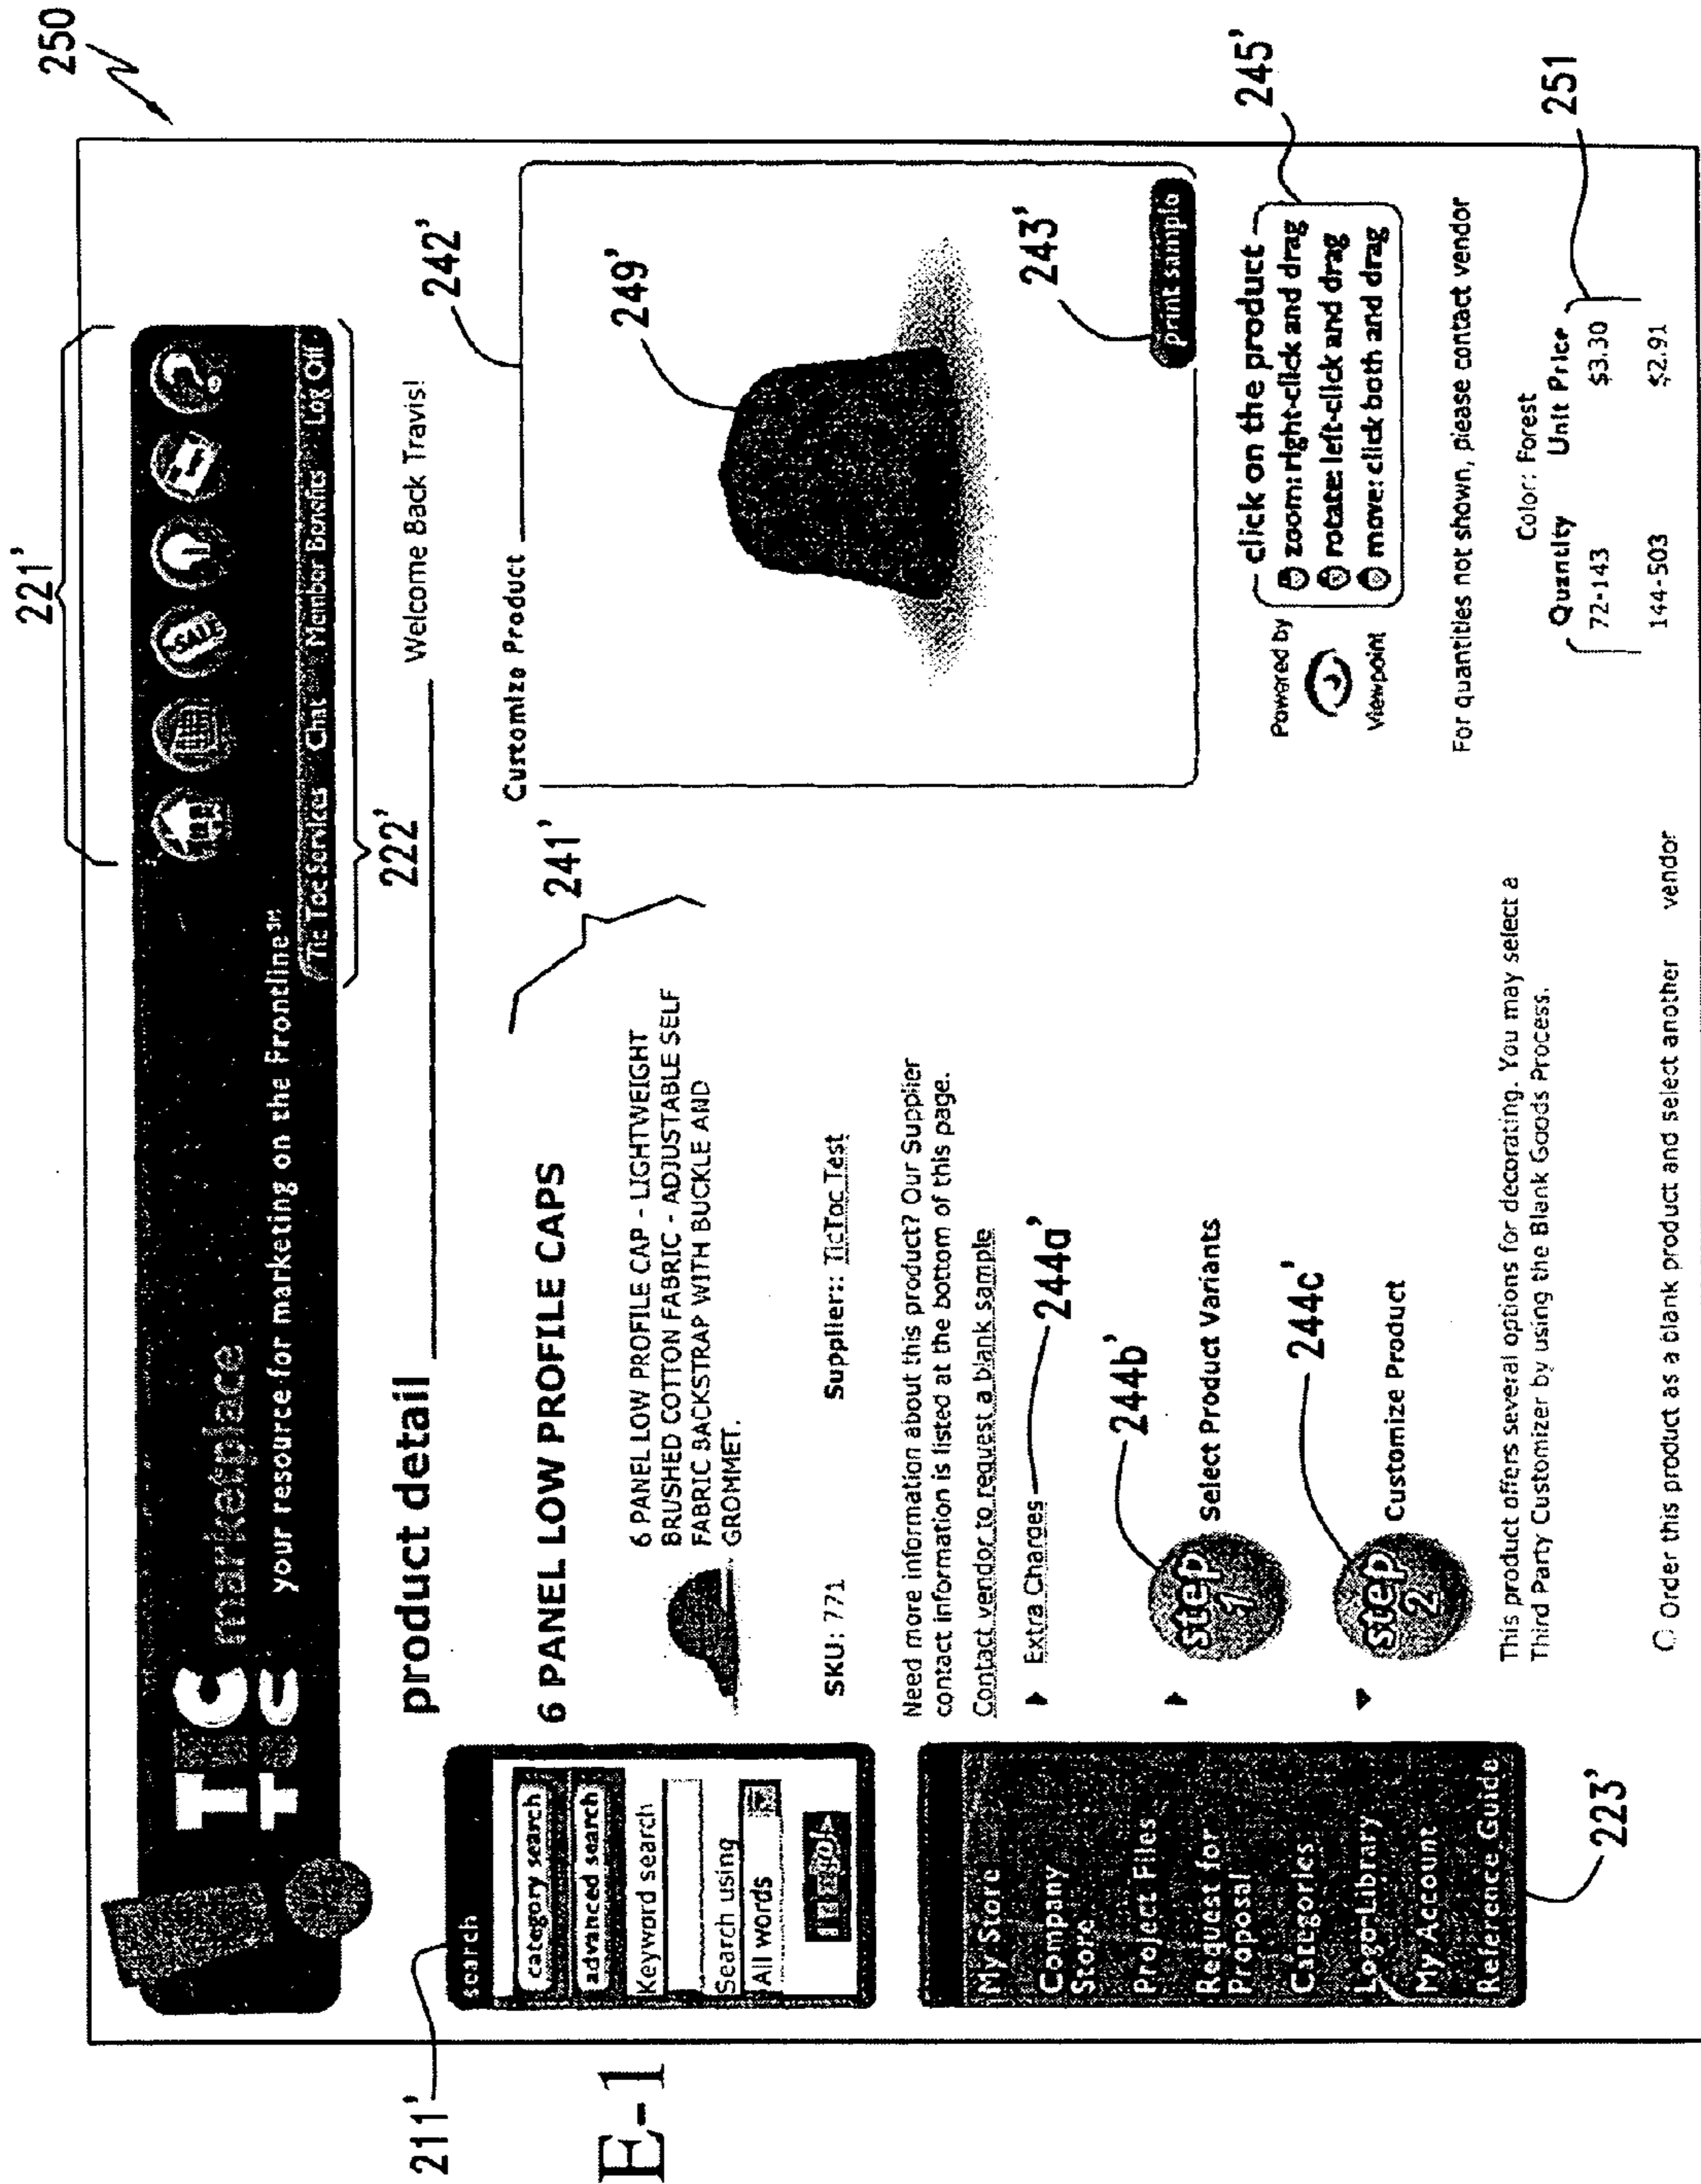 250
221'
TIC
marketplace
your resource for marketing on the Frontline℠
Tic Toc Services Chat Member Benefits Log Off
222'
211'
search
category search
advanced search
Keyword search
Search using
All words
product detail
Welcome Back Travis!
6 PANEL LOW PROFILE CAPS
241'
6 PANEL LOW PROFILE CAP - LIGHTWEIGHT
BRUSHED COTTON FABRIC - ADJUSTABLE SELF
FABRIC BACKSTRAP WITH BUCKLE AND
GROMMET.
SKU: 771 Supplier:: TicToc Test
242'
Customize Product
249'
243'
print sample
E-1
Need more information about this product? Our Supplier
contact information is listed at the bottom of this page.
Contact vendor to request a blank sample
Extra Charges
244a'
244b'
step
1
Select Product Variants
244c'
step
2
Customize Product
245'
Powered by
Viewpoint
click on the product
zoom: right-click and drag
rotate: left-click and drag
move: click both and drag
My Store
Company
Store
Project Files
Request for
Proposal
Categories
Logo Library
My Account
Reference Guide
223'
For quantities not shown, please contact vendor
251
Color: Forest
Quantity Unit Price
72-143 $3.30
144-503 $2.91
This product offers several options for decorating. You may select a
Third Party Customizer by using the Blank Goods Process.
Order this product as a blank product and select another vendor